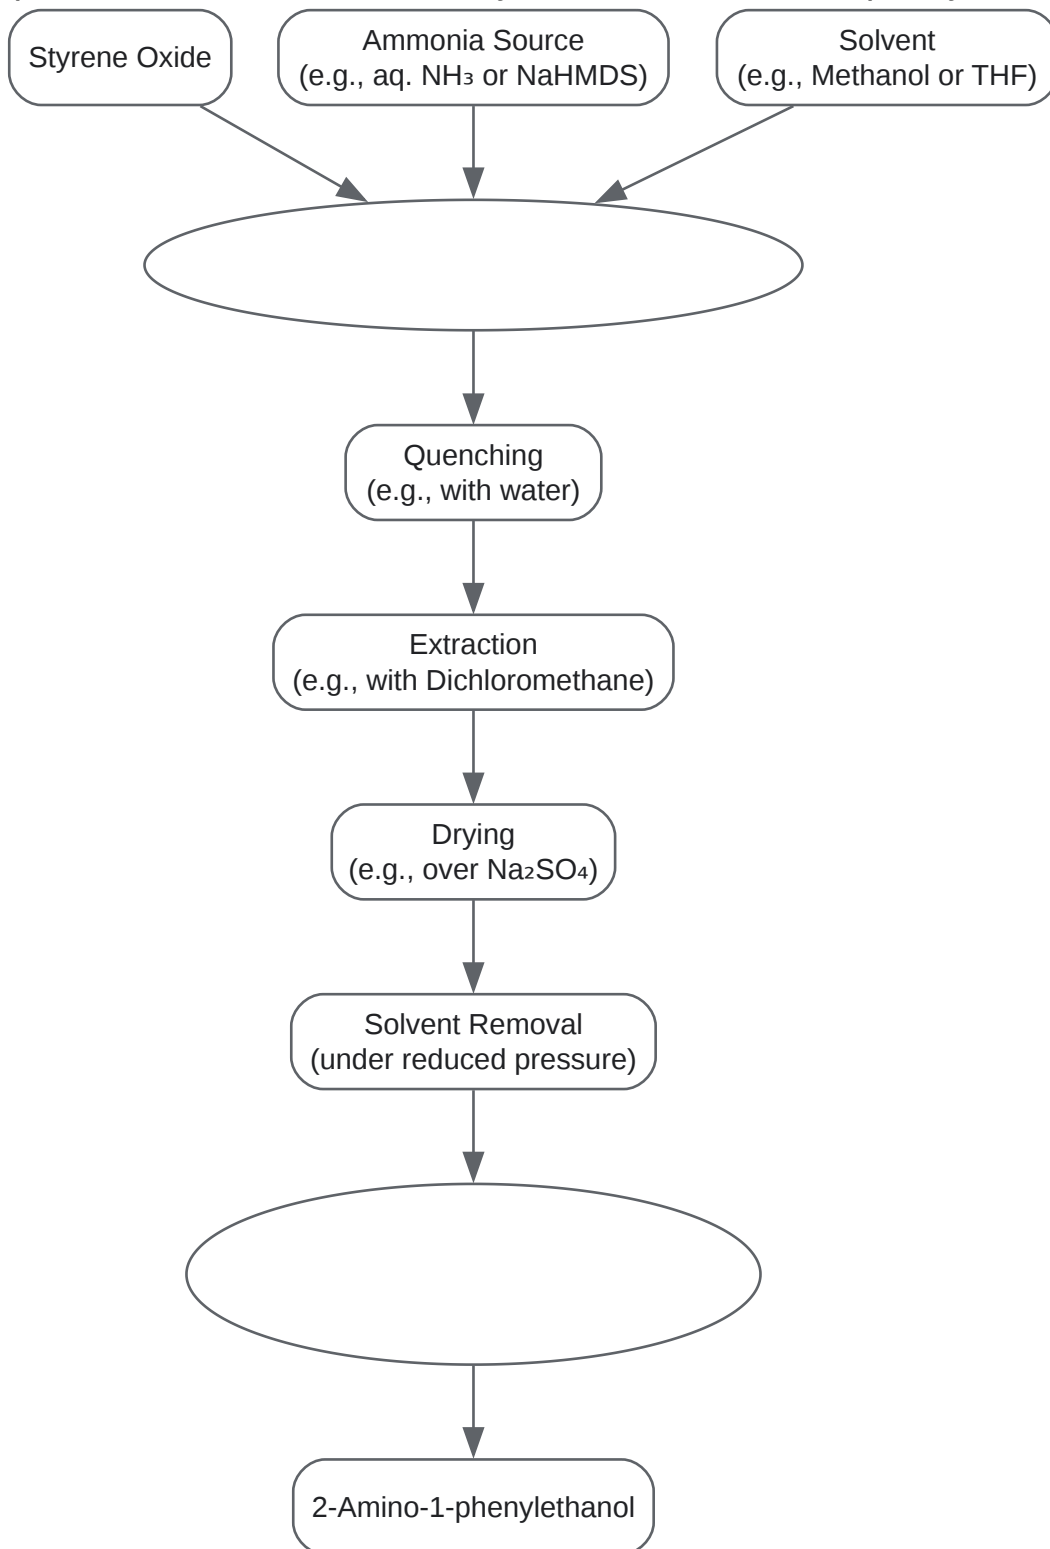 Styrene Oxide
Ammonia Source
(e.g., aq. NH₃ or NaHMDS)
Solvent
(e.g., Methanol or THF)
Quenching
(e.g., with water)
Extraction
(e.g., with Dichloromethane)
Drying
(e.g., over Na₂SO₄)
Solvent Removal
(under reduced pressure)
2-Amino-1-phenylethanol